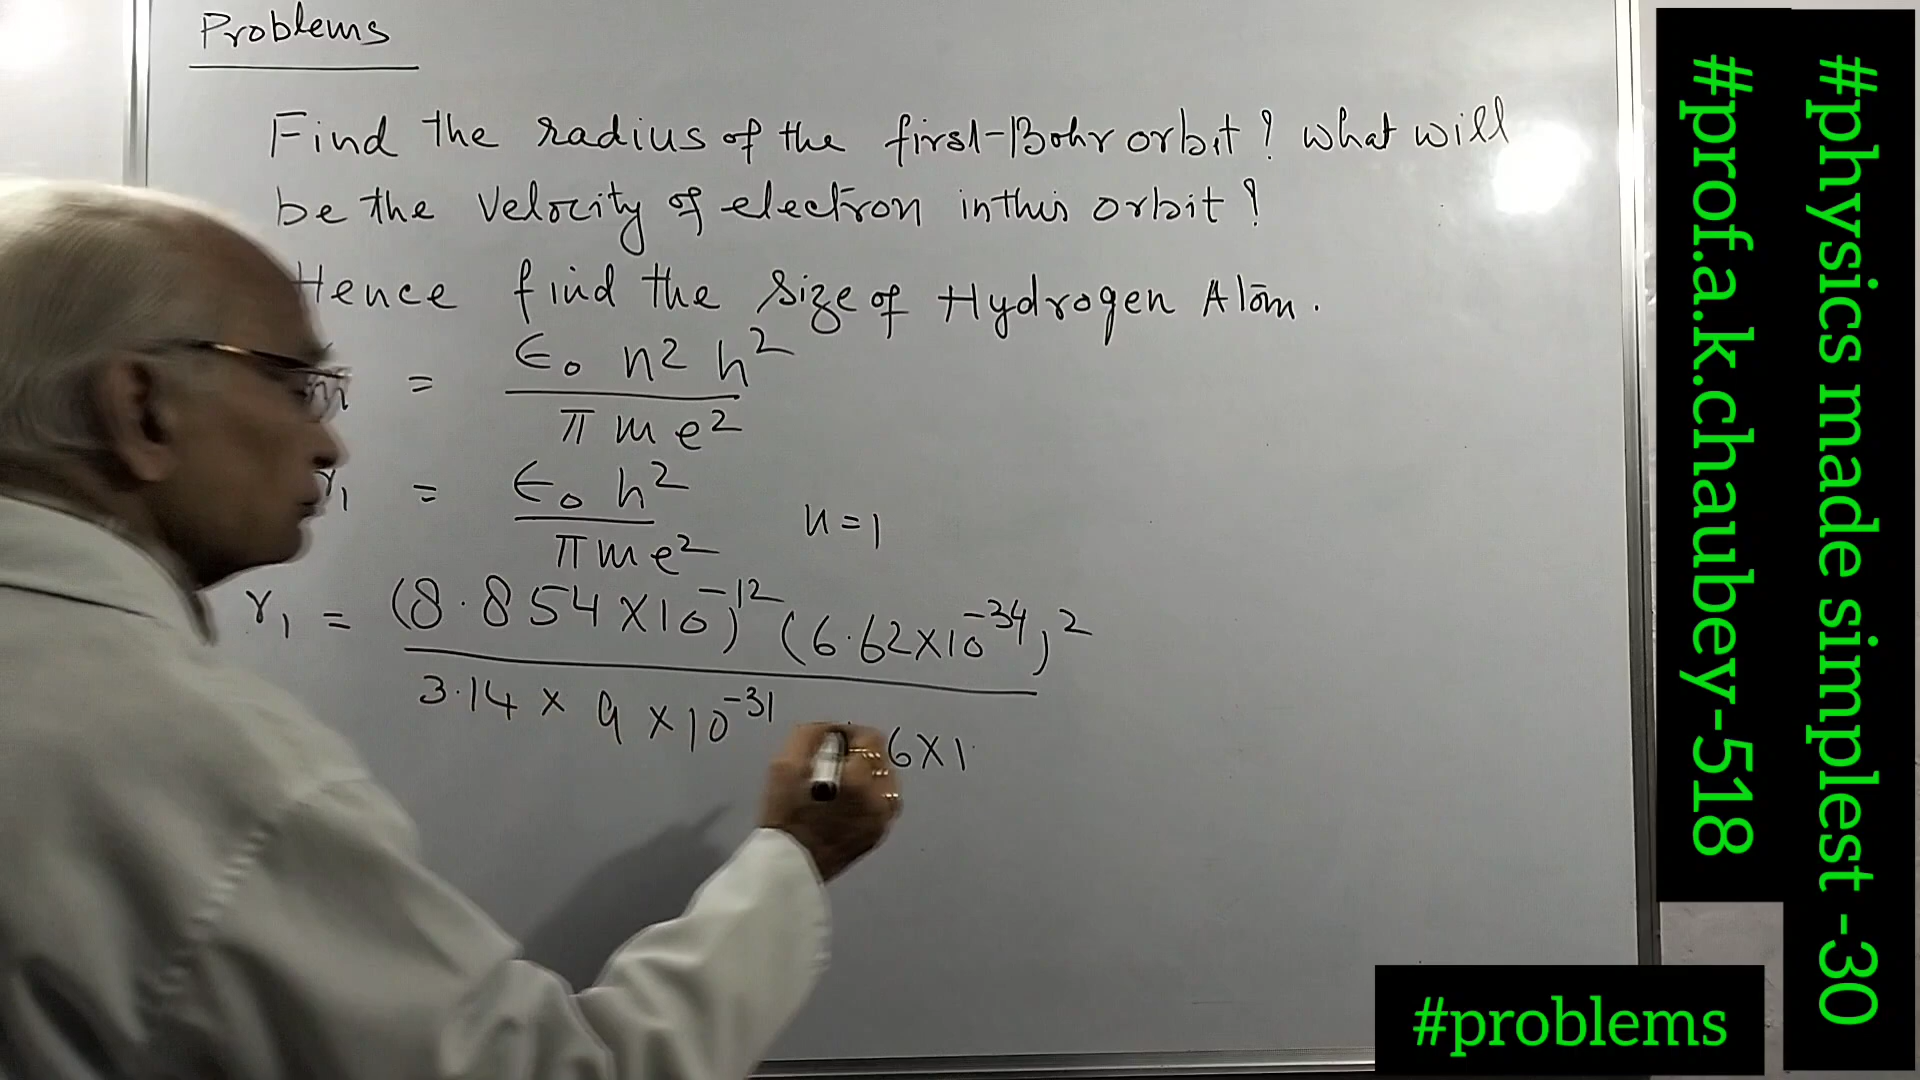 Problems
Find the radius of the first Bohr orbit? What will
be the velocity of electron in this orbit?
Hence find the size of Hydrogen Atom.
= ϵ₀ n² h² / π m e²
r₁ = ϵ₀ h² / π m e² n = 1
r₁ = (8.854 × 10)⁻¹² (6.62 × 10⁻³⁴)² / 3.14 × 9 × 10⁻³¹ 6 × 1
#prof.a.k.chaubey-518
#physics made simplest -30
#problems